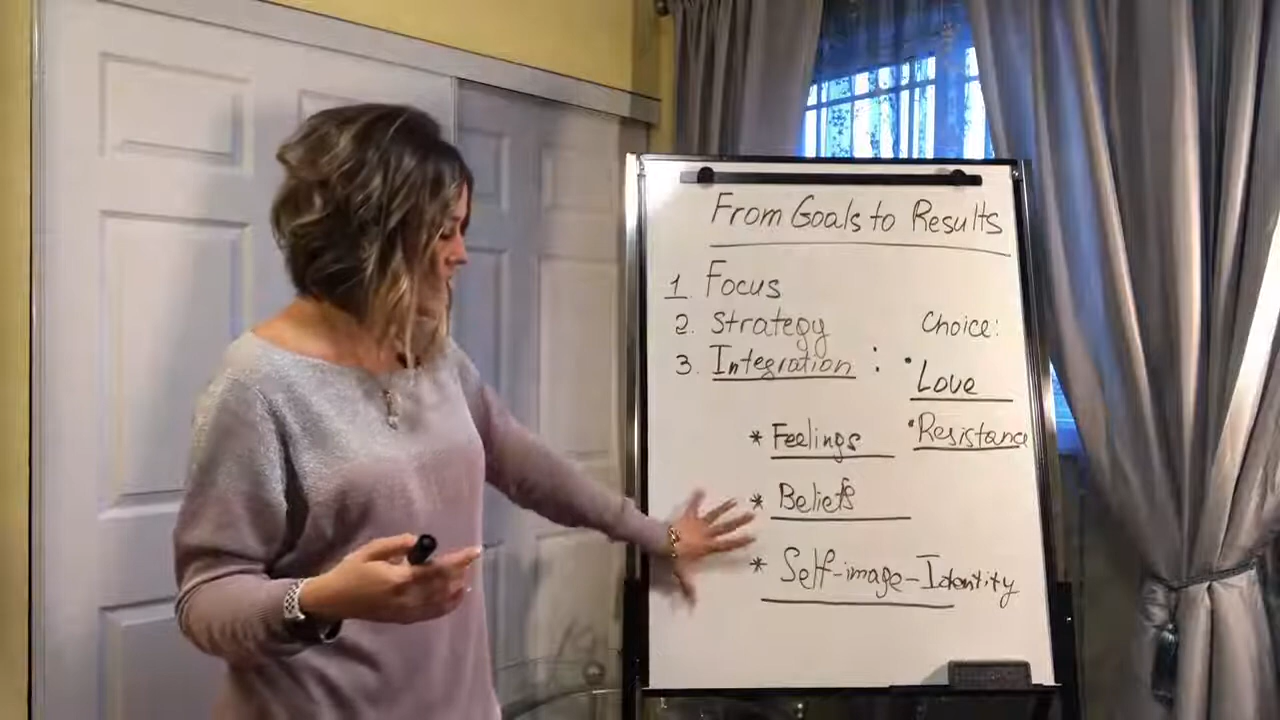 From Goals to Results
1. Focus
2. Strategy
3. Integration :
* Feelings
* Beliefs
* Self-image-Identity
Choice:
• Love
• Resistance